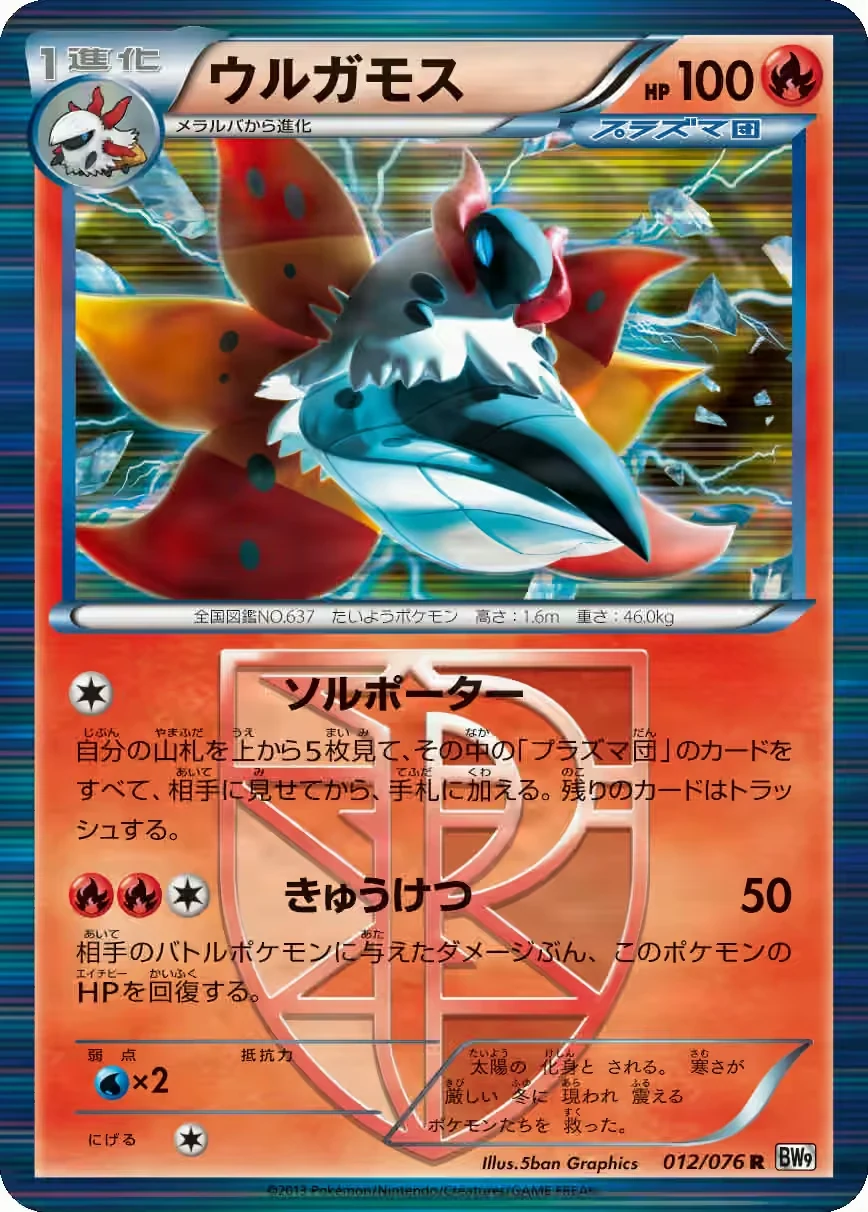 1進化
ウルガモス
HP 100
メラルバから進化
プラズマ団
全国図鑑NO.637 たいようポケモン 高さ：1.6m 重さ：46.0kg
ソルポーター
自分の山札を上から5枚見て、その中の「プラズマ団」のカードを
すべて、相手に見せてから、手札に加える。残りのカードはトラッ
シュする。
きゅうけつ 50
相手のバトルポケモンに与えたダメージぶん、このポケモンの
HPを回復する。
弱点 抵抗力
×2
にげる
太陽の 化身と される。 寒さが
厳しい 冬に 現われ 震える
ポケモンたちを 救った。
Illus.5ban Graphics 012/076 R BW9
©2013 Pokémon/Nintendo/Creatures/GAME FREAK